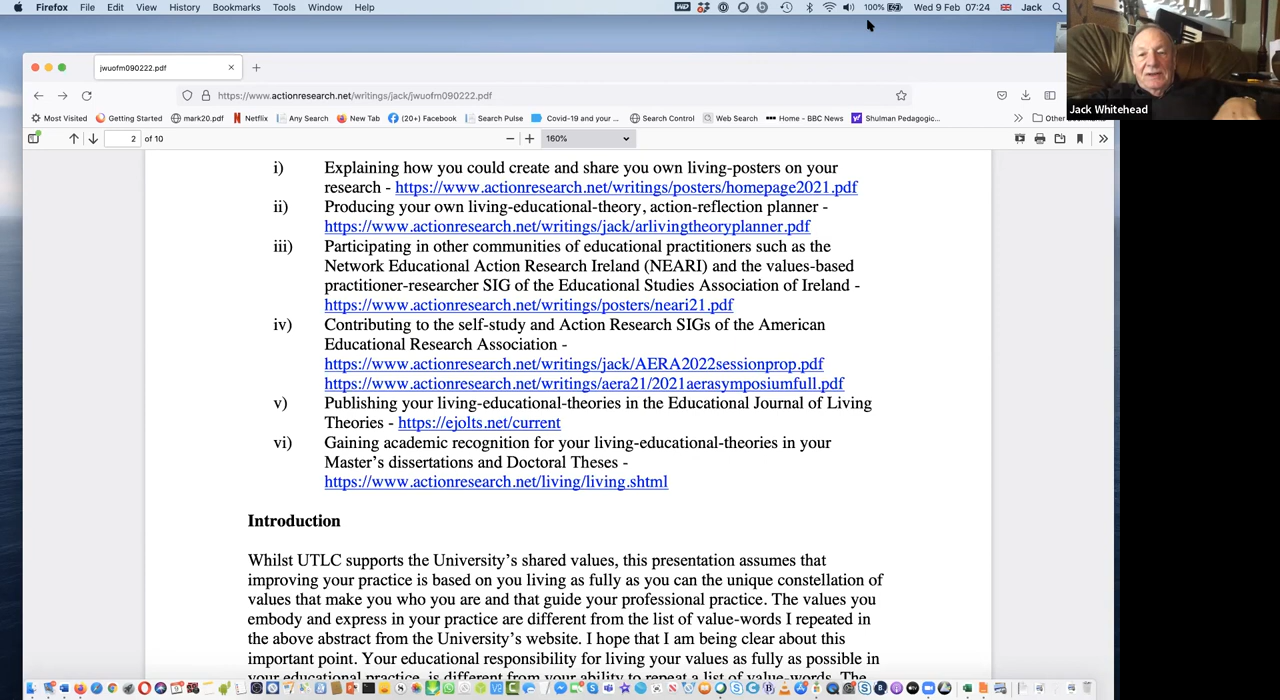 Firefox File Edit View History Bookmarks Tools Window Help 100% Wed 9 Feb 07:24 Jack
jwuofm090222.pdf
https://www.actionresearch.net/writings/jack/jwuofm090222.pdf
Most Visited Getting Started mark20.pdf Netflix Any Search New Tab (20+) Facebook Search Pulse Covid-19 and your ... Search Control Web Search Home - BBC News Shulman Pedagogic...
2 of 10 160%
Jack Whitehead
i) Explaining how you could create and share you own living-posters on your
research - https://www.actionresearch.net/writings/posters/homepage2021.pdf
ii) Producing your own living-educational-theory, action-reflection planner -
https://www.actionresearch.net/writings/jack/arlivingtheoryplanner.pdf
iii) Participating in other communities of educational practitioners such as the
Network Educational Action Research Ireland (NEARI) and the values-based
practitioner-researcher SIG of the Educational Studies Association of Ireland -
https://www.actionresearch.net/writings/posters/neari21.pdf
iv) Contributing to the self-study and Action Research SIGs of the American
Educational Research Association -
https://www.actionresearch.net/writings/jack/AERA2022sessionprop.pdf
https://www.actionresearch.net/writings/aera21/2021aerasymposiumfull.pdf
v) Publishing your living-educational-theories in the Educational Journal of Living
Theories - https://ejolts.net/current
vi) Gaining academic recognition for your living-educational-theories in your
Master's dissertations and Doctoral Theses -
https://www.actionresearch.net/living/living.shtml
Introduction
Whilst UTLC supports the University's shared values, this presentation assumes that
improving your practice is based on you living as fully as you can the unique constellation of
values that make you who you are and that guide your professional practice. The values you
embody and express in your practice are different from the list of value-words I repeated in
the above abstract from the University's website. I hope that I am being clear about this
important point. Your educational responsibility for living your values as fully as possible in
your educational practice, is different from your ability to repeat a list of value-words. The